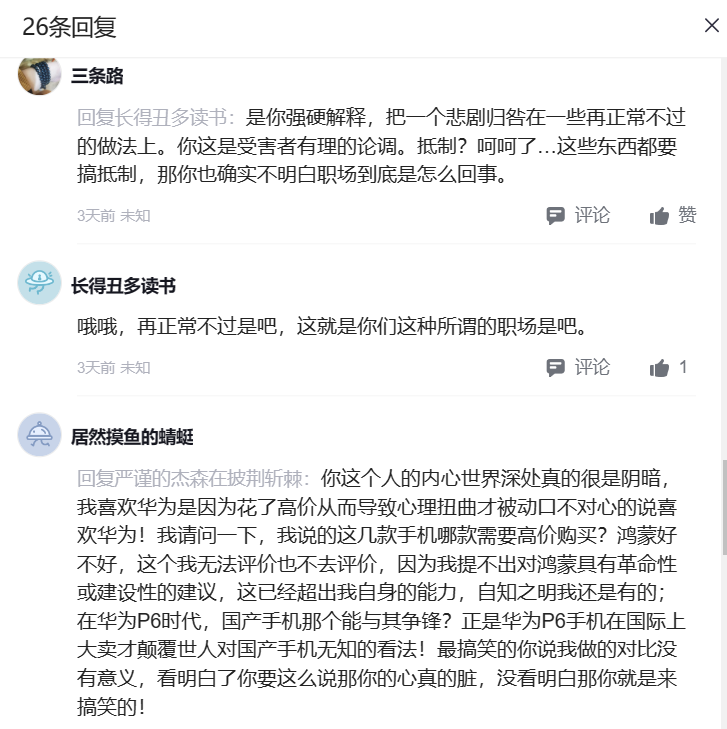 26条回复
三条路
回复长得丑多读书：是你强硬解释，把一个悲剧归咎在一些再正常不过
的做法上。你这是受害者有理的论调。抵制？呵呵了…这些东西都要
搞抵制，那你也确实不明白职场到底是怎么回事。
3天前 未知 评论 赞
长得丑多读书
哦哦，再正常不过是吧，这就是你们这种所谓的职场是吧。
3天前 未知 评论 1
居然摸鱼的蜻蜓
回复严谨的杰森在披荆斩棘：你这个人的内心世界深处真的很是阴暗，
我喜欢华为是因为花了高价从而导致心理扭曲才被动口不对心的说喜
欢华为！我请问一下，我说的这几款手机哪款需要高价购买？鸿蒙好
不好，这个我无法评价也不去评价，因为我提不出对鸿蒙具有革命性
或建设性的建议，这已经超出我自身的能力，自知之明我还是有的；
在华为P6时代，国产手机那个能与其争锋？正是华为P6手机在国际上
大卖才颠覆世人对国产手机无知的看法！最搞笑的你说我做的对比没
有意义，看明白了你要这么说那你的心真的脏，没看明白那你就是来
搞笑的！